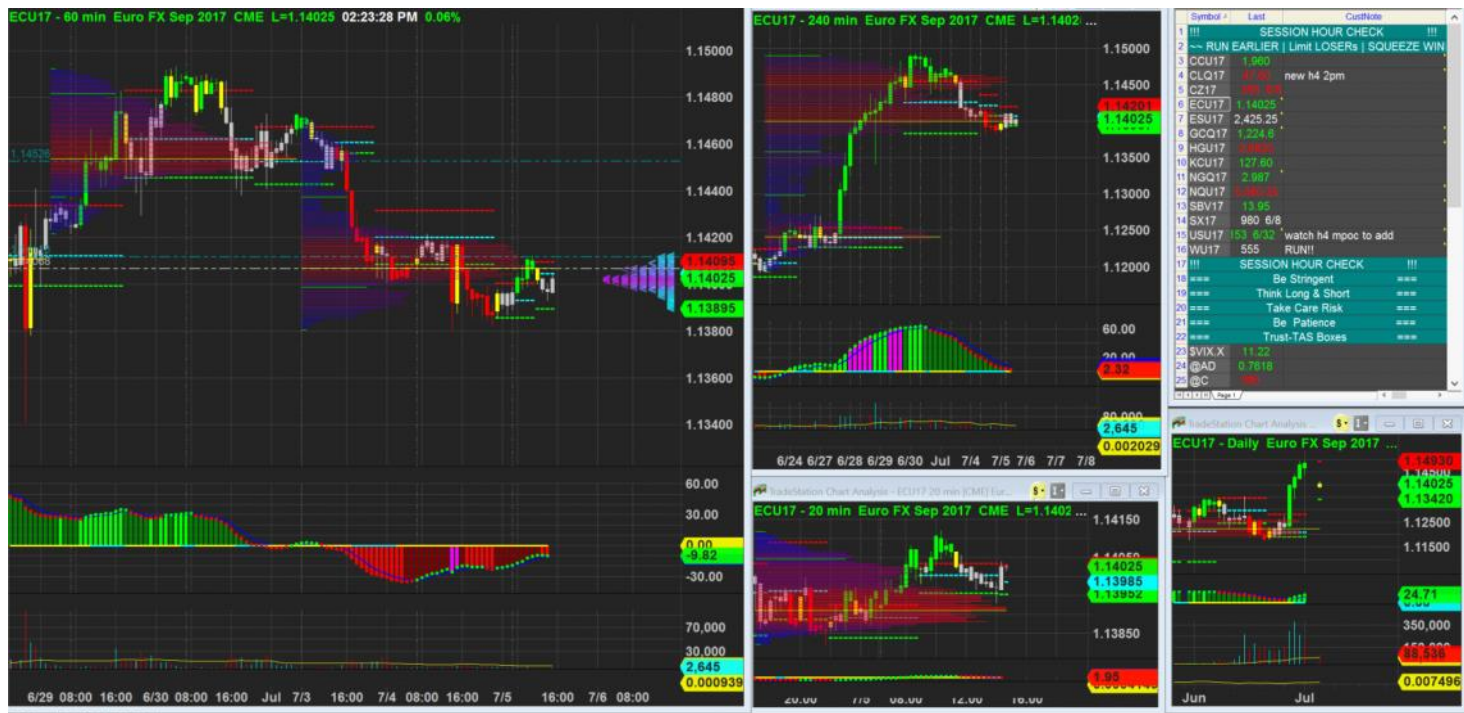 ECU17 - 60 min Euro FX Sep 2017 CME L=1.14025 02:23:28 PM 0.06%
1.15000
1.14800
1.14600
1.14526
1.14400
1.14200
1.14095
1.14025
1.13895
1.13800
1.13600
1.13400
60.00
30.00
0.00
-9.82
-30.00
70,000
30,000
2,645
0.000939
6/29 08:00 16:00 6/30 08:00 16:00 Jul 7/3 16:00 7/4 08:00 16:00 7/5 16:00 7/6 08:00
ECU17 - 240 min Euro FX Sep 2017 CME L=1.1402 ...
1.15000
1.14500
1.14201
1.14025
1.13500
1.13000
1.12500
1.12000
60.00
20.00
2.32
80,000
2,645
0.002029
6/24 6/27 6/28 6/29 6/30 Jul 7/4 7/5 7/6 7/7 7/8
TradeStation Chart Analysis - ECU17 20 min [CME] Eur...
ECU17 - 20 min Euro FX Sep 2017 CME L=1.1402 ...
1.14150
1.14050
1.14025
1.13985
1.13952
1.13850
1.95
20:00 7/5 08:00 12:00 16:00
Symbol Last CustNote
1 !!! SESSION HOUR CHECK !!!
2 ~~ RUN EARLIER | Limit LOSERs | SQUEEZE WIN
3 CCU17 1,960
4 CLQ17 new h4 2pm
5 CZ17
6 ECU17 1.14025
7 ESU17 2,425.25
8 GCQ17 1,224.6
9 HGU17
10 KCU17 127.60
11 NGQ17 2.987
12 NQU17
13 SBV17 13.95
14 SX17 980 6/8
15 USU17 153 6/32 watch h4 mpoc to add
16 WU17 555 RUN!!
17 !!! SESSION HOUR CHECK !!!
18 === Be Stringent ===
19 === Think Long & Short ===
20 === Take Care Risk ===
21 === Be Patience ===
22 === Trust-TAS Boxes ===
23 $VIX.X 11.22
24 @AD 0.7618
25 @C
Page 1
TradeStation Chart Analysis ...
ECU17 - Daily Euro FX Sep 2017 ...
1.14930
1.14500
1.14025
1.13420
1.12500
1.11500
24.71
0.00
350,000
88,536
0.007496
Jun Jul